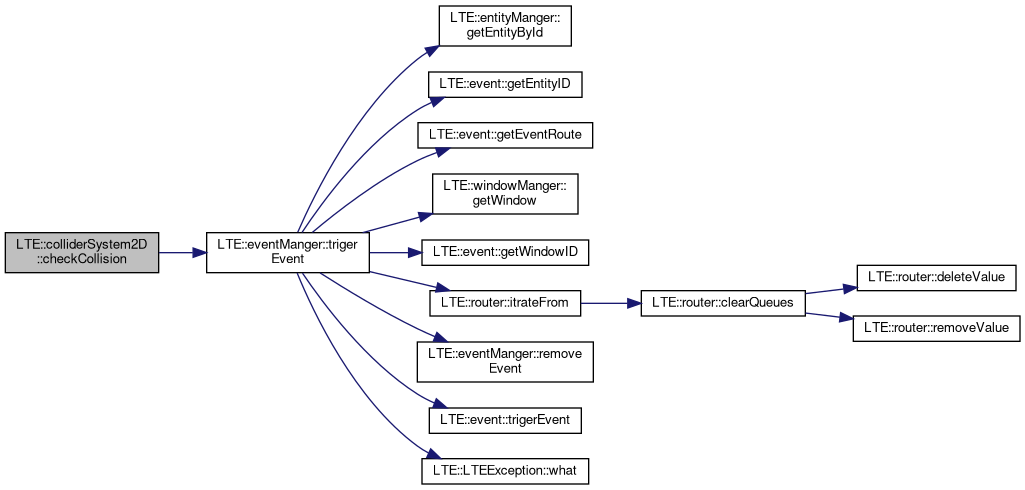 LTE::entityManger::
getEntityById
LTE::event::getEntityID
LTE::event::getEventRoute
LTE::windowManger::
getWindow
LTE::colliderSystem2D
::checkCollision
LTE::eventManger::triger
Event
LTE::event::getWindowID
LTE::router::itrateFrom
LTE::router::clearQueues
LTE::router::deleteValue
LTE::router::removeValue
LTE::eventManger::remove
Event
LTE::event::trigerEvent
LTE::LTEException::what